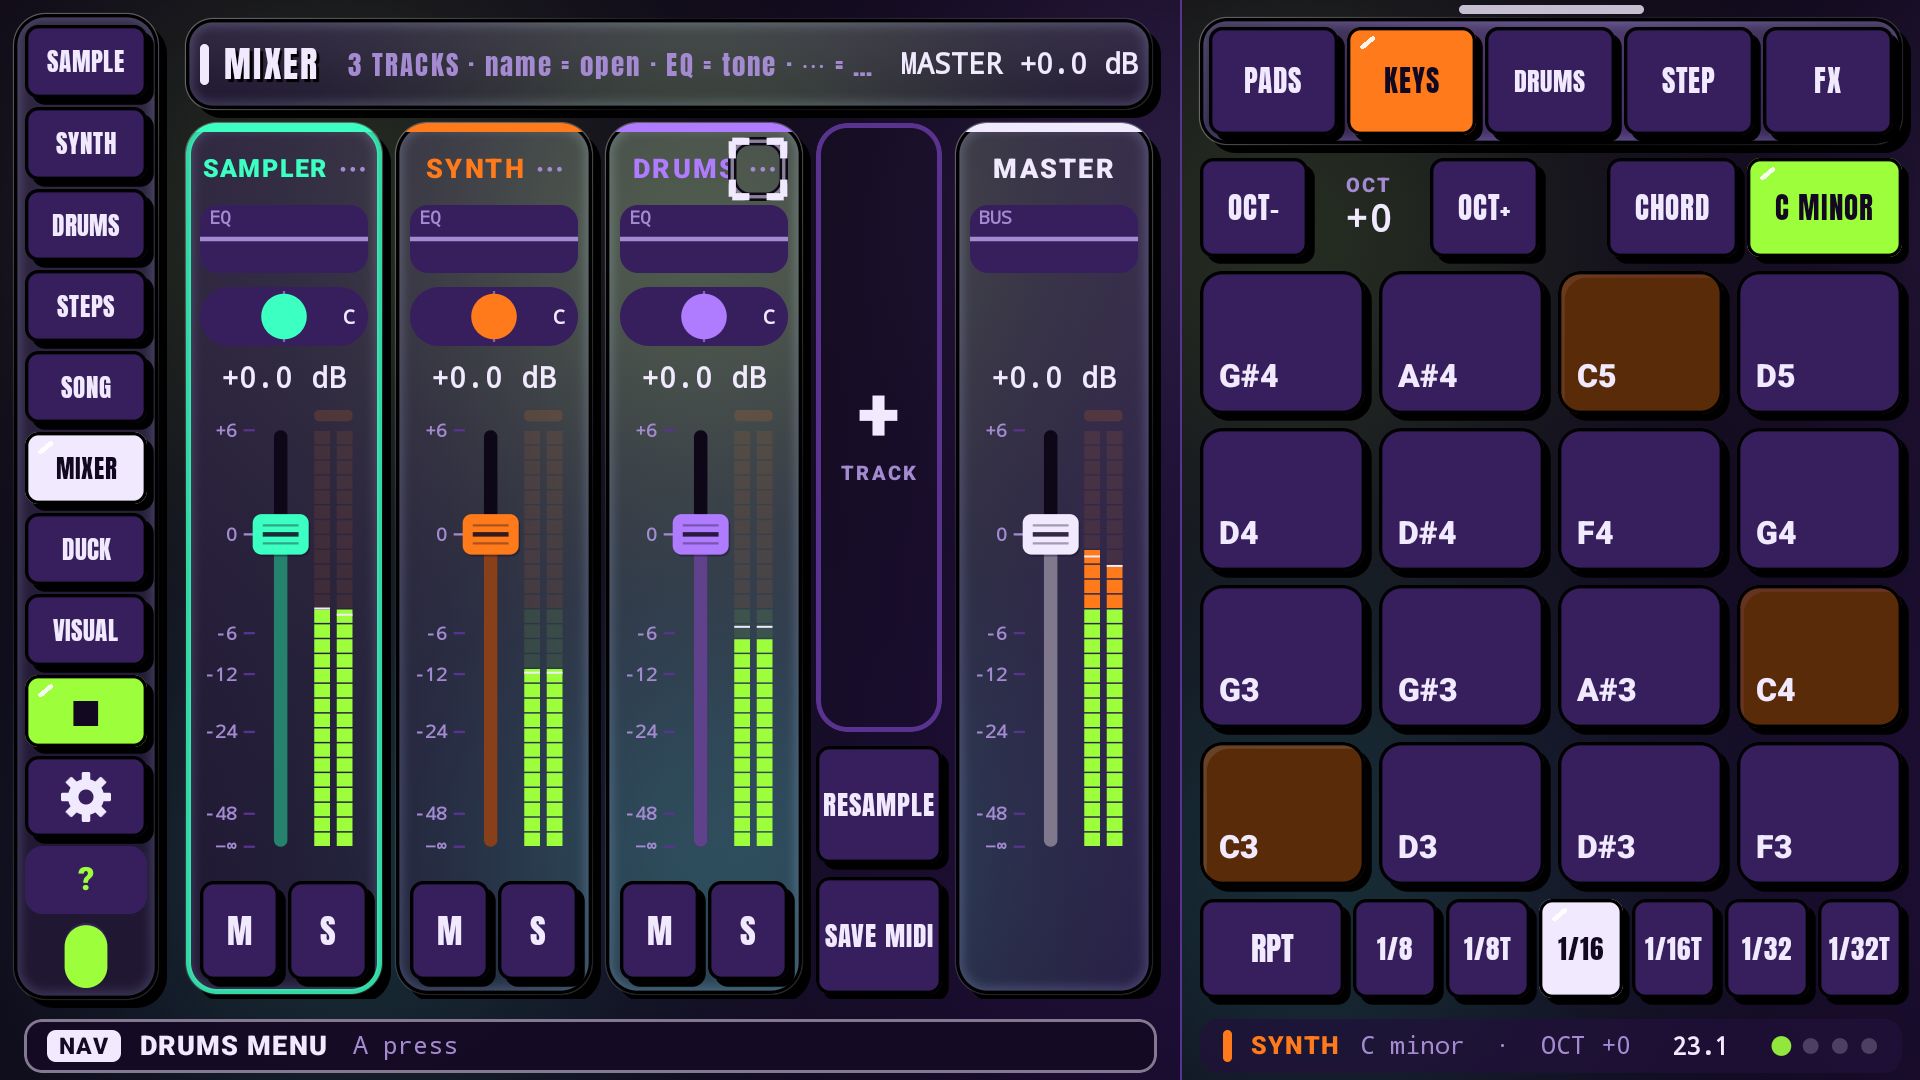 SAMPLE
SYNTH
DRUMS
STEPS
SONG
MIXER
DUCK
VISUAL
?
MIXER 3 TRACKS · name = open · EQ = tone · ··· = ... MASTER +0.0 dB
SAMPLER ···
EQ
C
+0.0 dB
+6
0
-6
-12
-24
-48
-∞
M S
SYNTH ···
EQ
C
+0.0 dB
+6
0
-6
-12
-24
-48
-∞
M S
DRUMS ···
EQ
C
+0.0 dB
+6
0
-6
-12
-24
-48
-∞
M S
+
TRACK
RESAMPLE
SAVE MIDI
MASTER
BUS
+0.0 dB
+6
0
-6
-12
-24
-48
-∞
NAV DRUMS MENU A press
PADS KEYS DRUMS STEP FX
OCT- OCT +0 OCT+ CHORD C MINOR
G#4 A#4 C5 D5
D4 D#4 F4 G4
G3 G#3 A#3 C4
C3 D3 D#3 F3
RPT 1/8 1/8T 1/16 1/16T 1/32 1/32T
SYNTH C minor · OCT +0 23.1